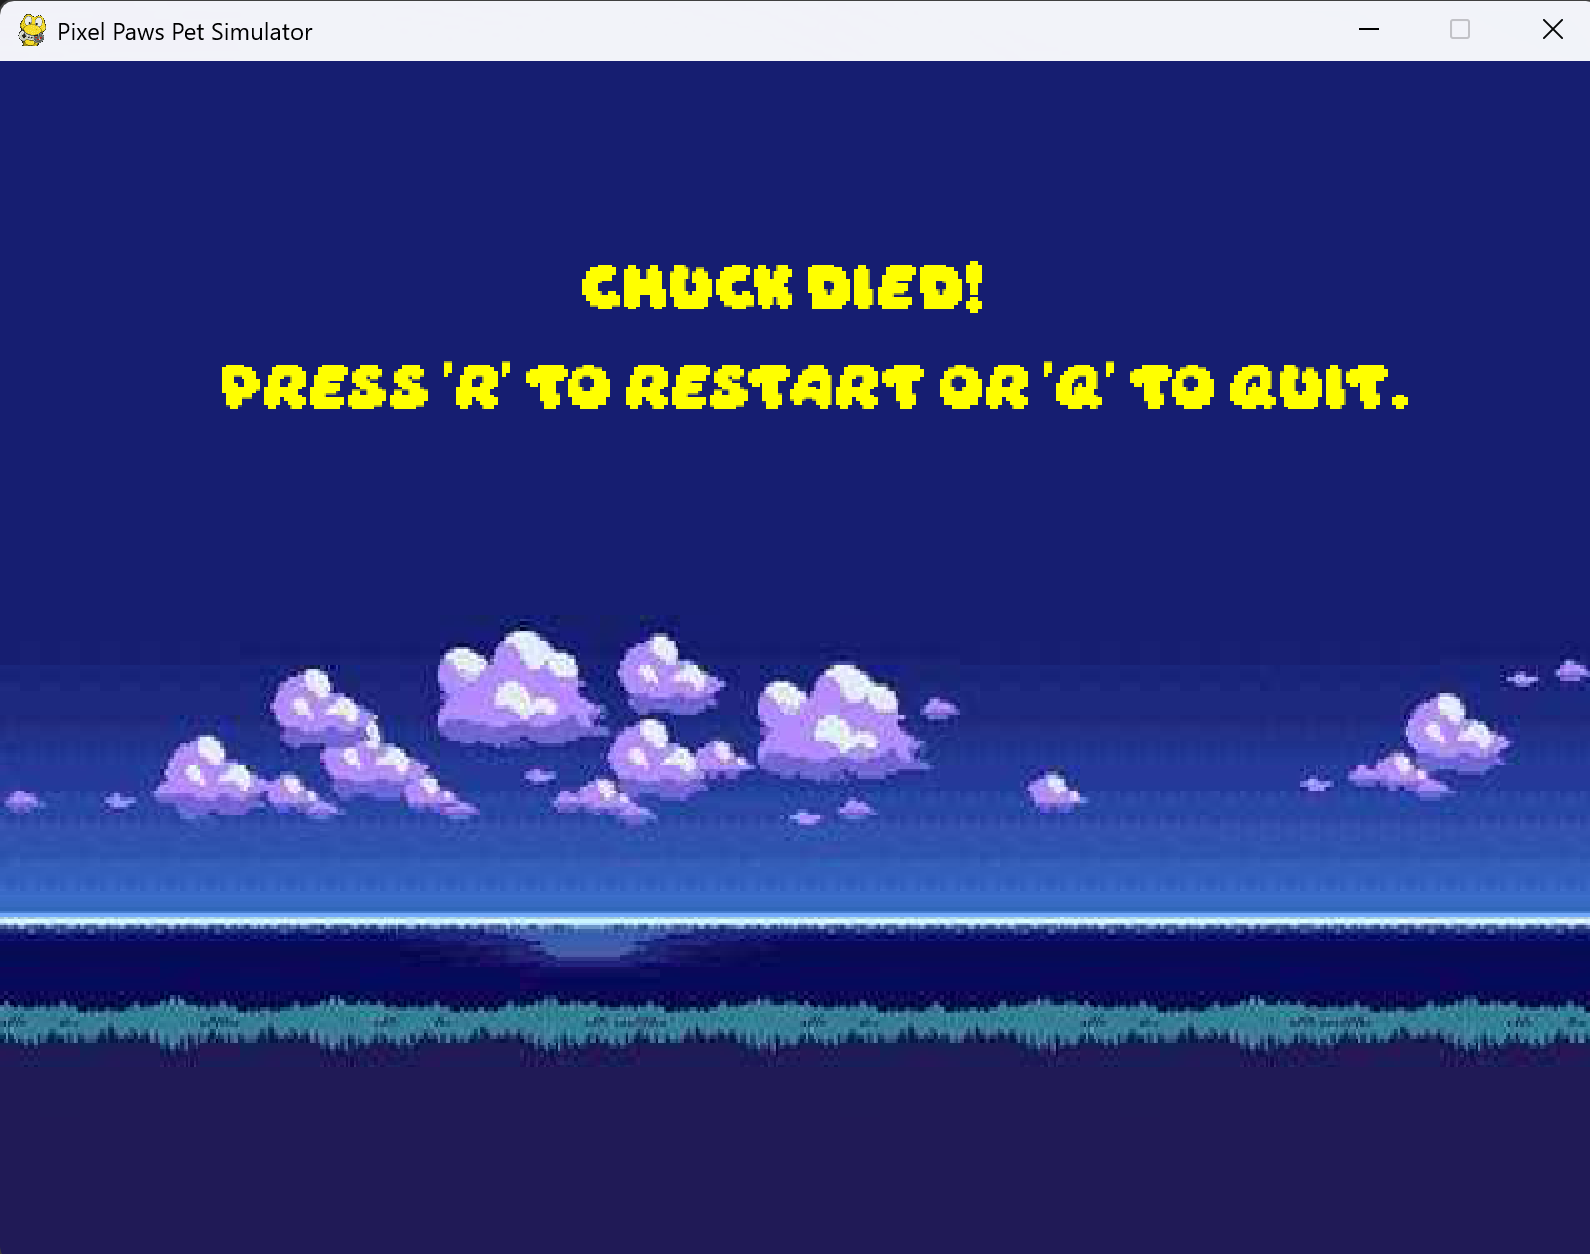 Pixel Paws Pet Simulator
CHUCK DIED!
PRESS 'R' TO RESTART OR 'Q' TO QUIT.